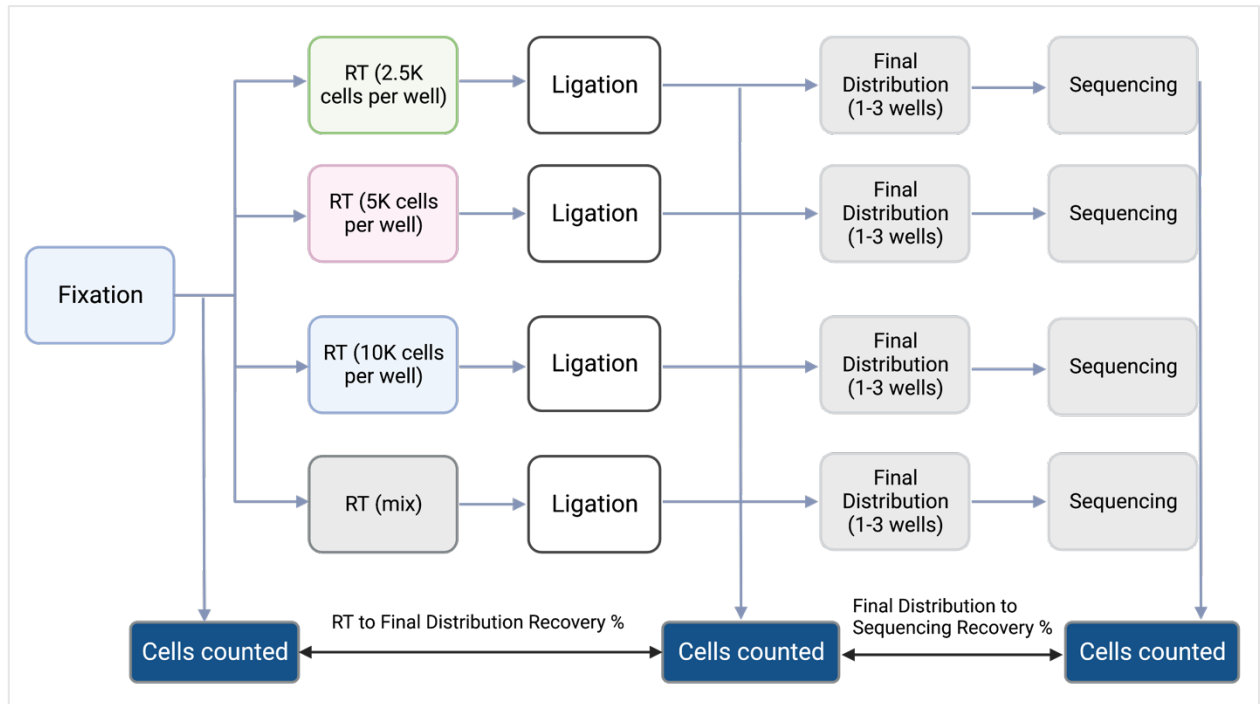 Fixation
RT (2.5K
cells per well)
Ligation
Final
Distribution
(1-3 wells)
Sequencing
RT (5K cells
per well)
Ligation
Final
Distribution
(1-3 wells)
Sequencing
RT (10K cells
per well)
Ligation
Final
Distribution
(1-3 wells)
Sequencing
RT (mix)
Ligation
Final
Distribution
(1-3 wells)
Sequencing
Cells counted
RT to Final Distribution Recovery %
Cells counted
Final Distribution to
Sequencing Recovery %
Cells counted